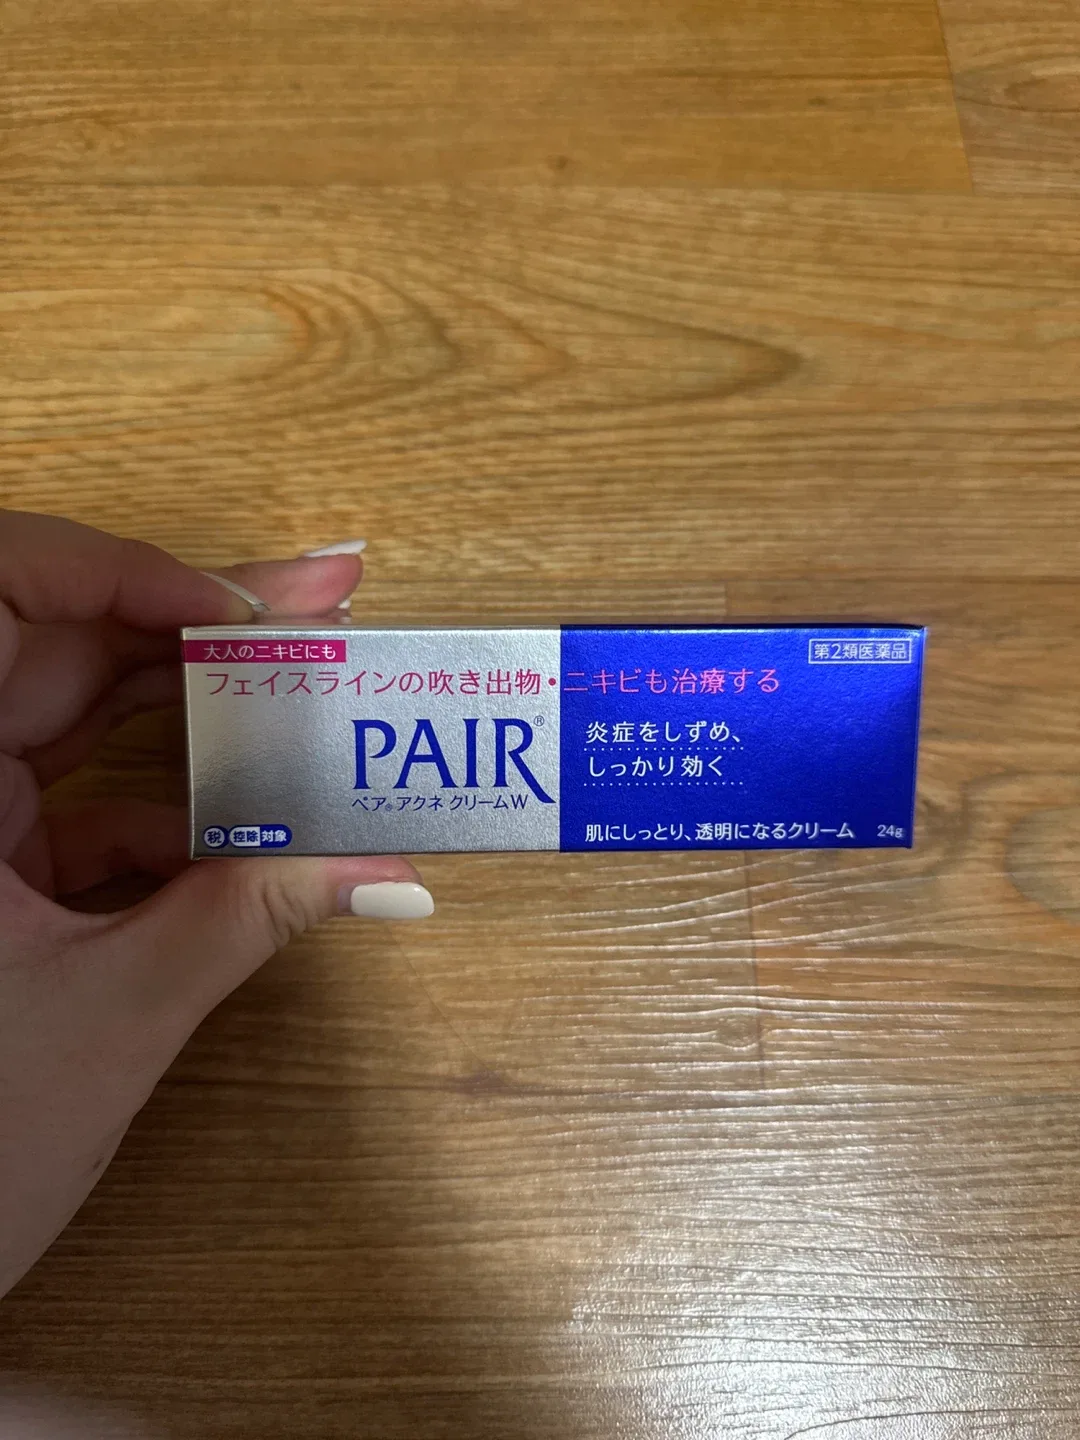 大人のニキビにも
フェイスラインの吹き出物・ニキビも治療する
第2類医薬品
PAIR®
ペア®アクネ クリームW
炎症をしずめ、
しっかり効く
税 控除対象
肌にしっとり、透明になるクリーム 24g